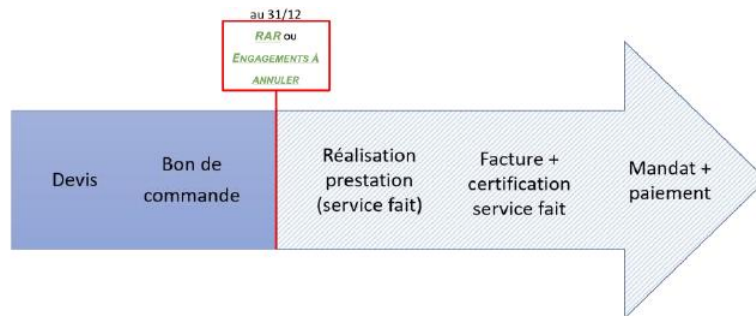 au 31/12
RAR ou
ENGAGEMENTS À
ANNULER
Devis
Bon de
commande
Réalisation
prestation
(service fait)
Facture +
certification
service fait
Mandat +
paiement